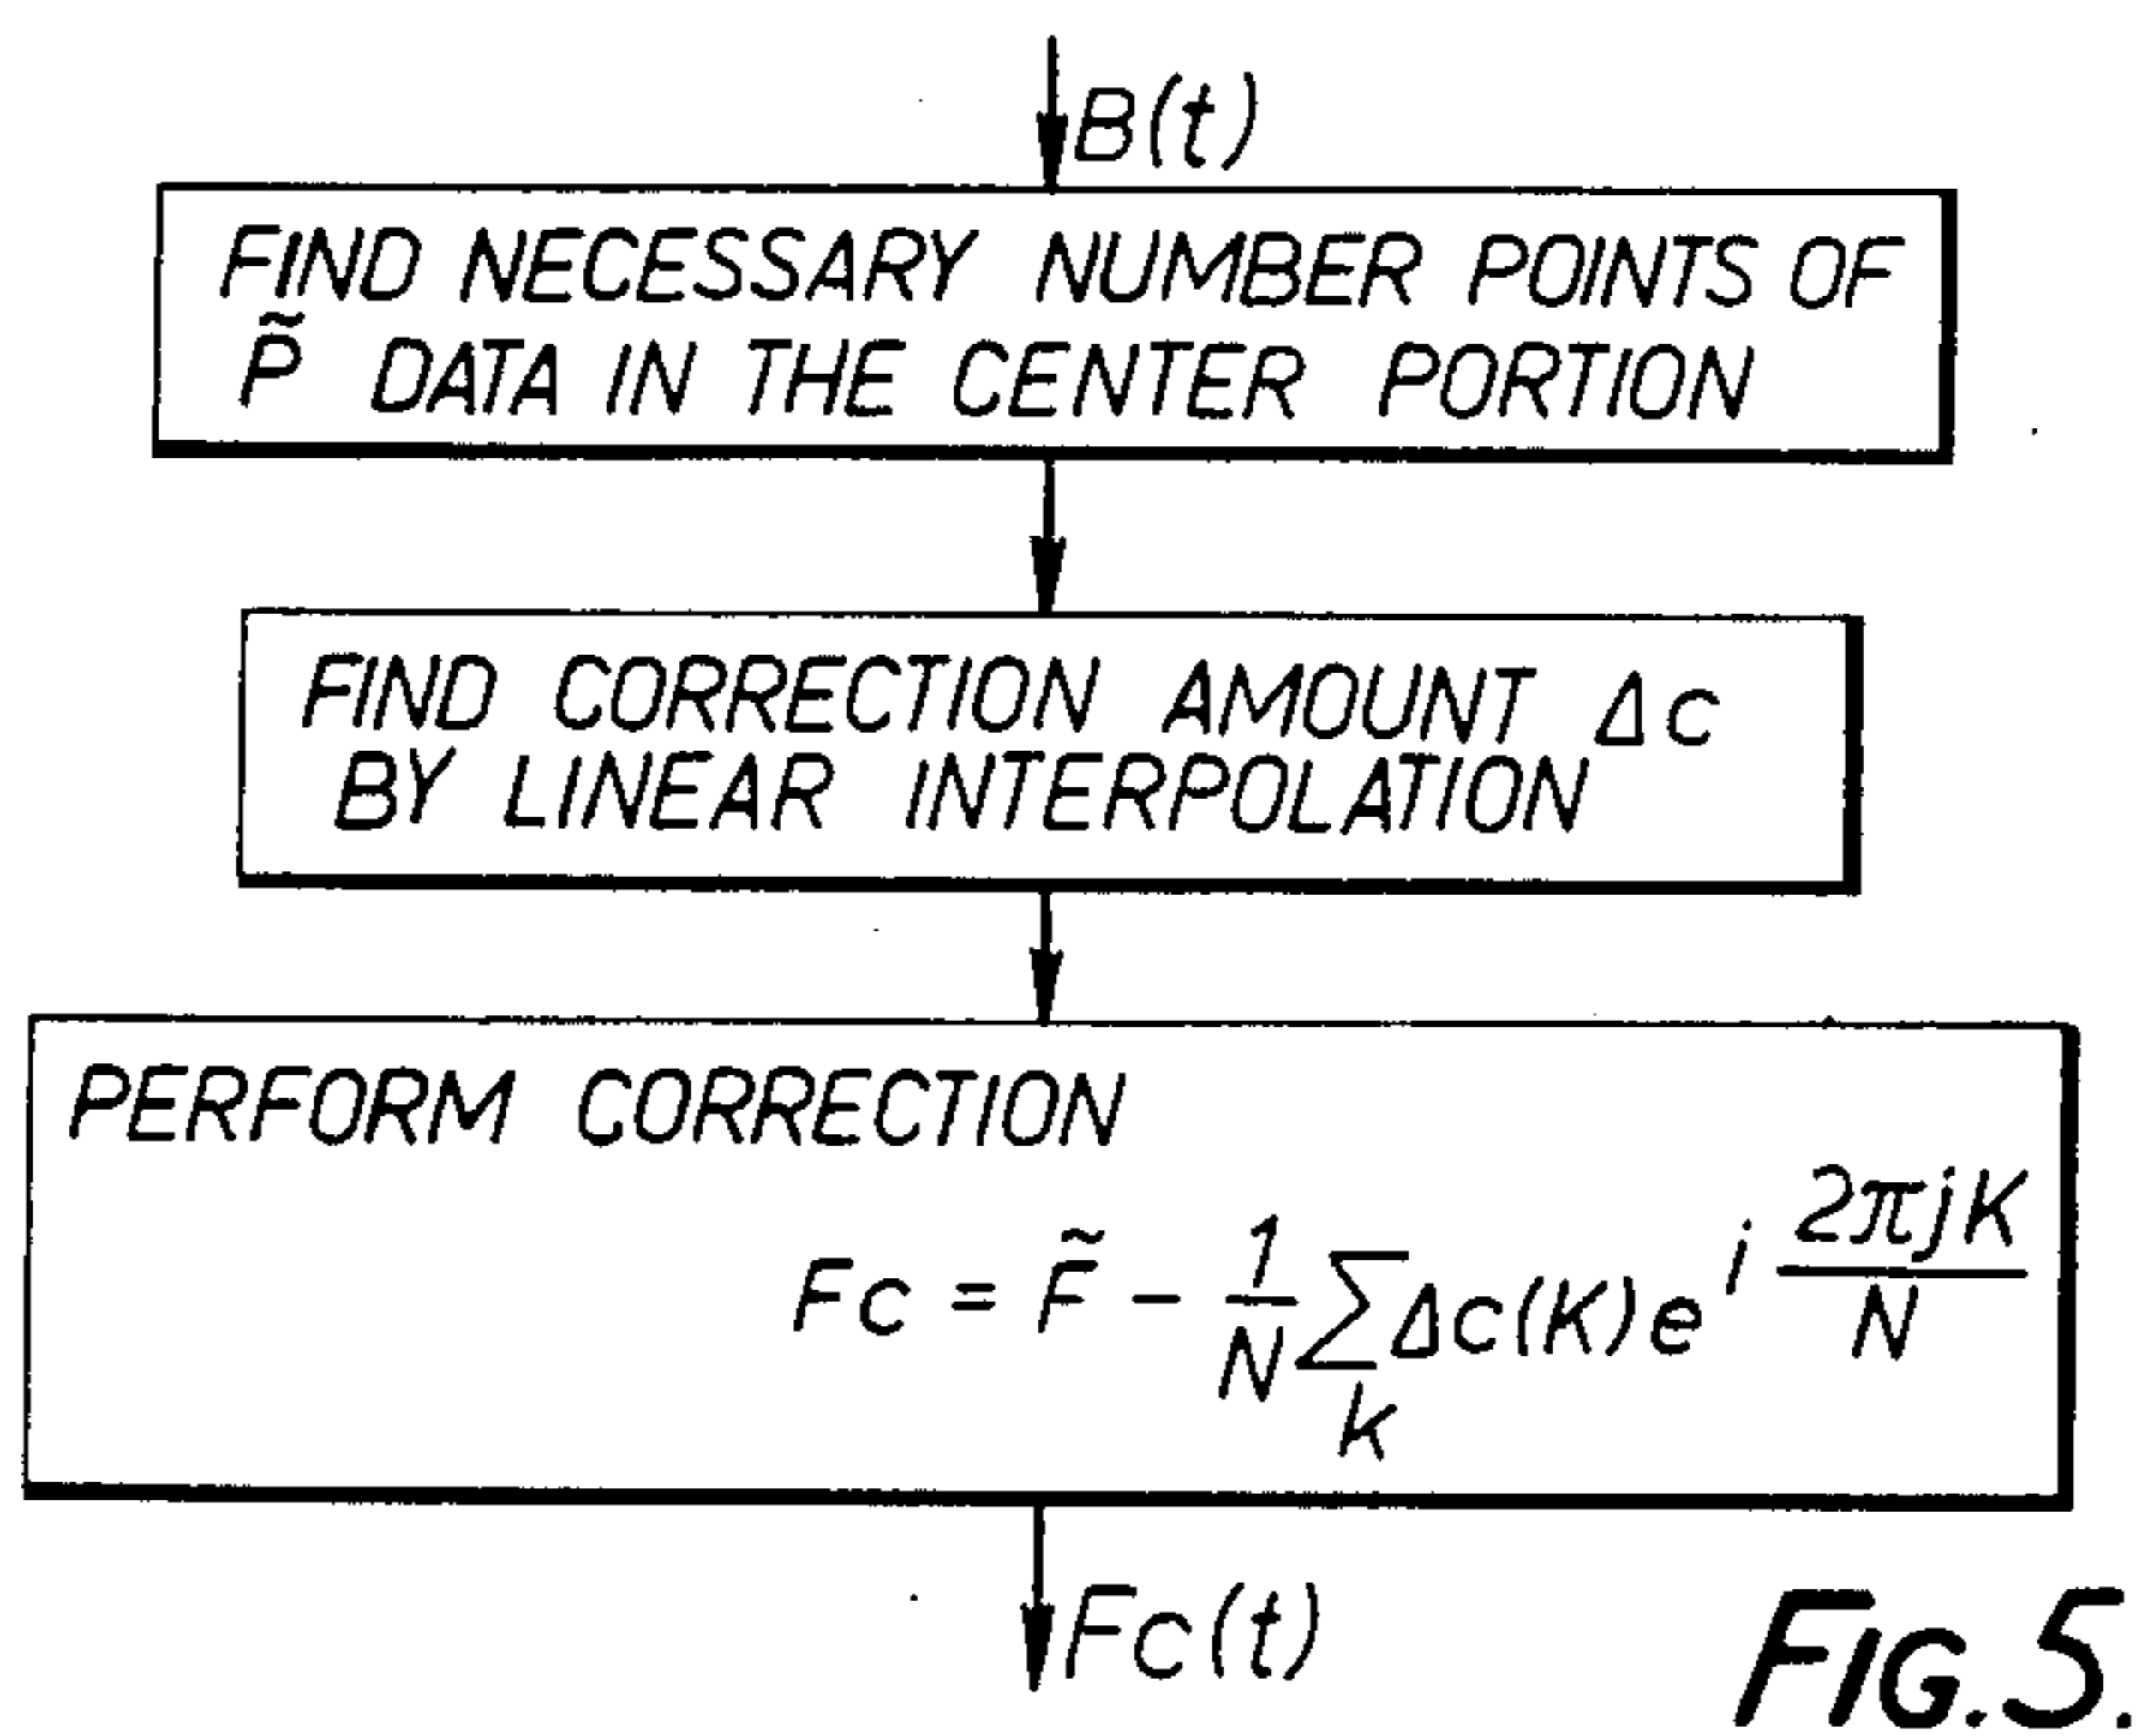 B(t)
FIND NECESSARY NUMBER POINTS OF
P̃ DATA IN THE CENTER PORTION
FIND CORRECTION AMOUNT Δc
BY LINEAR INTERPOLATION
PERFORM CORRECTION
Fc = F̃ - 1/N ∑k Δc(K) e^i 2πjK/N
Fc(t)
FIG.5.